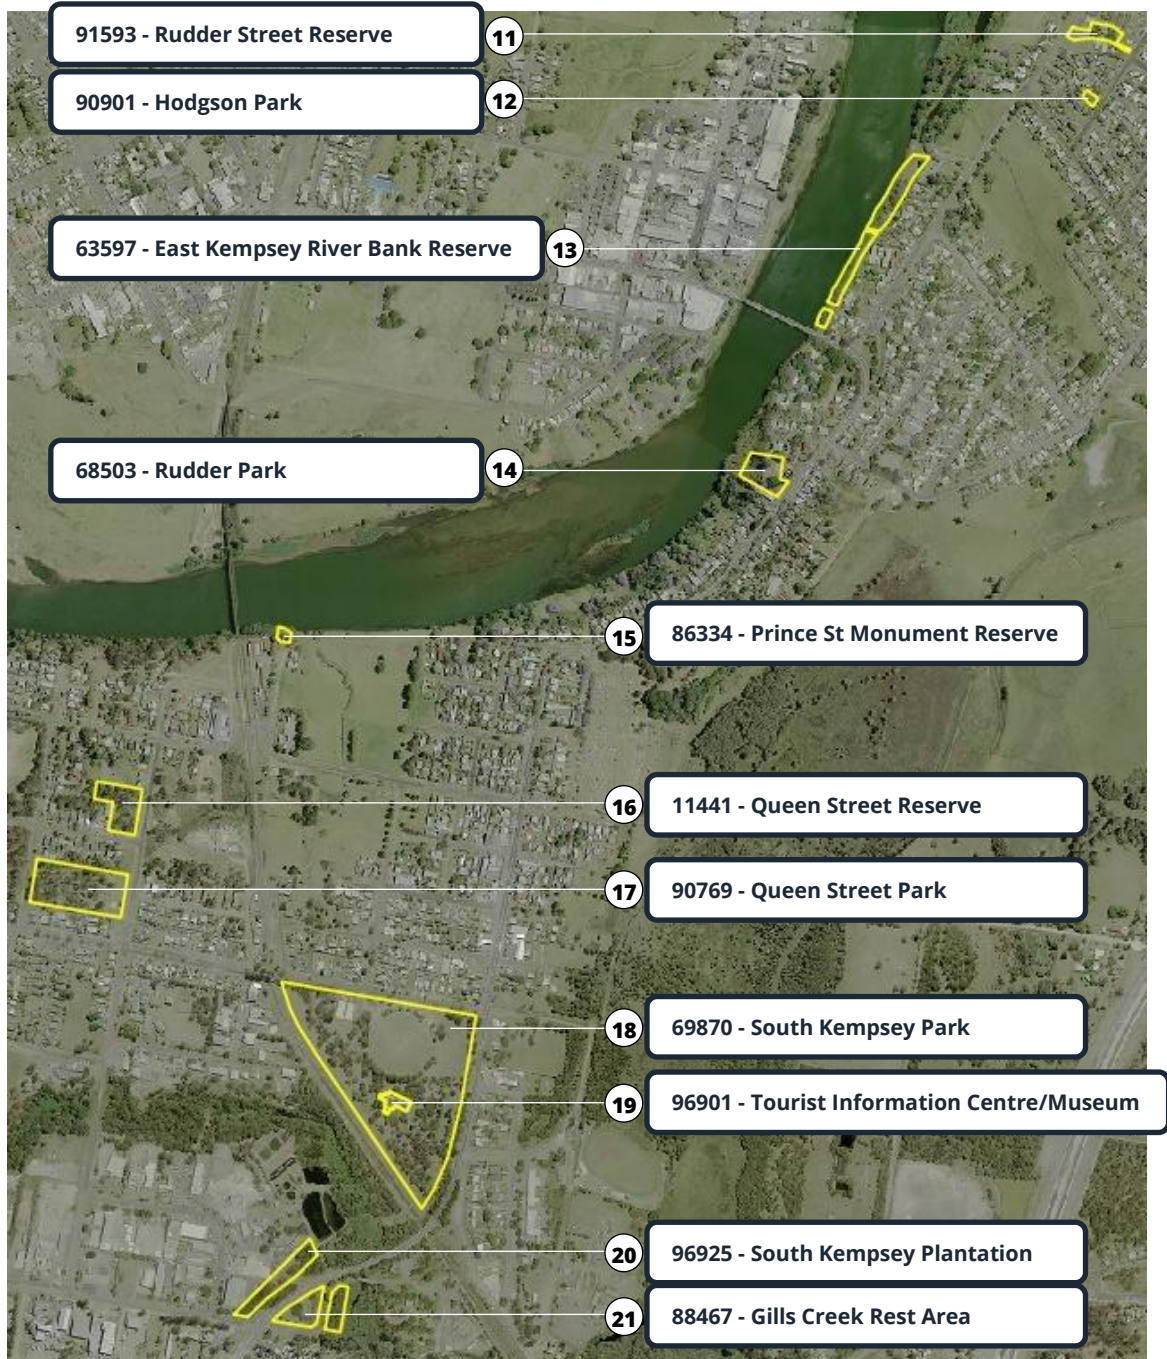 91593 - Rudder Street Reserve
11
90901 - Hodgson Park
12
63597 - East Kempsey River Bank Reserve
13
68503 - Rudder Park
14
15
86334 - Prince St Monument Reserve
16
11441 - Queen Street Reserve
17
90769 - Queen Street Park
18
69870 - South Kempsey Park
19
96901 - Tourist Information Centre/Museum
20
96925 - South Kempsey Plantation
21
88467 - Gills Creek Rest Area